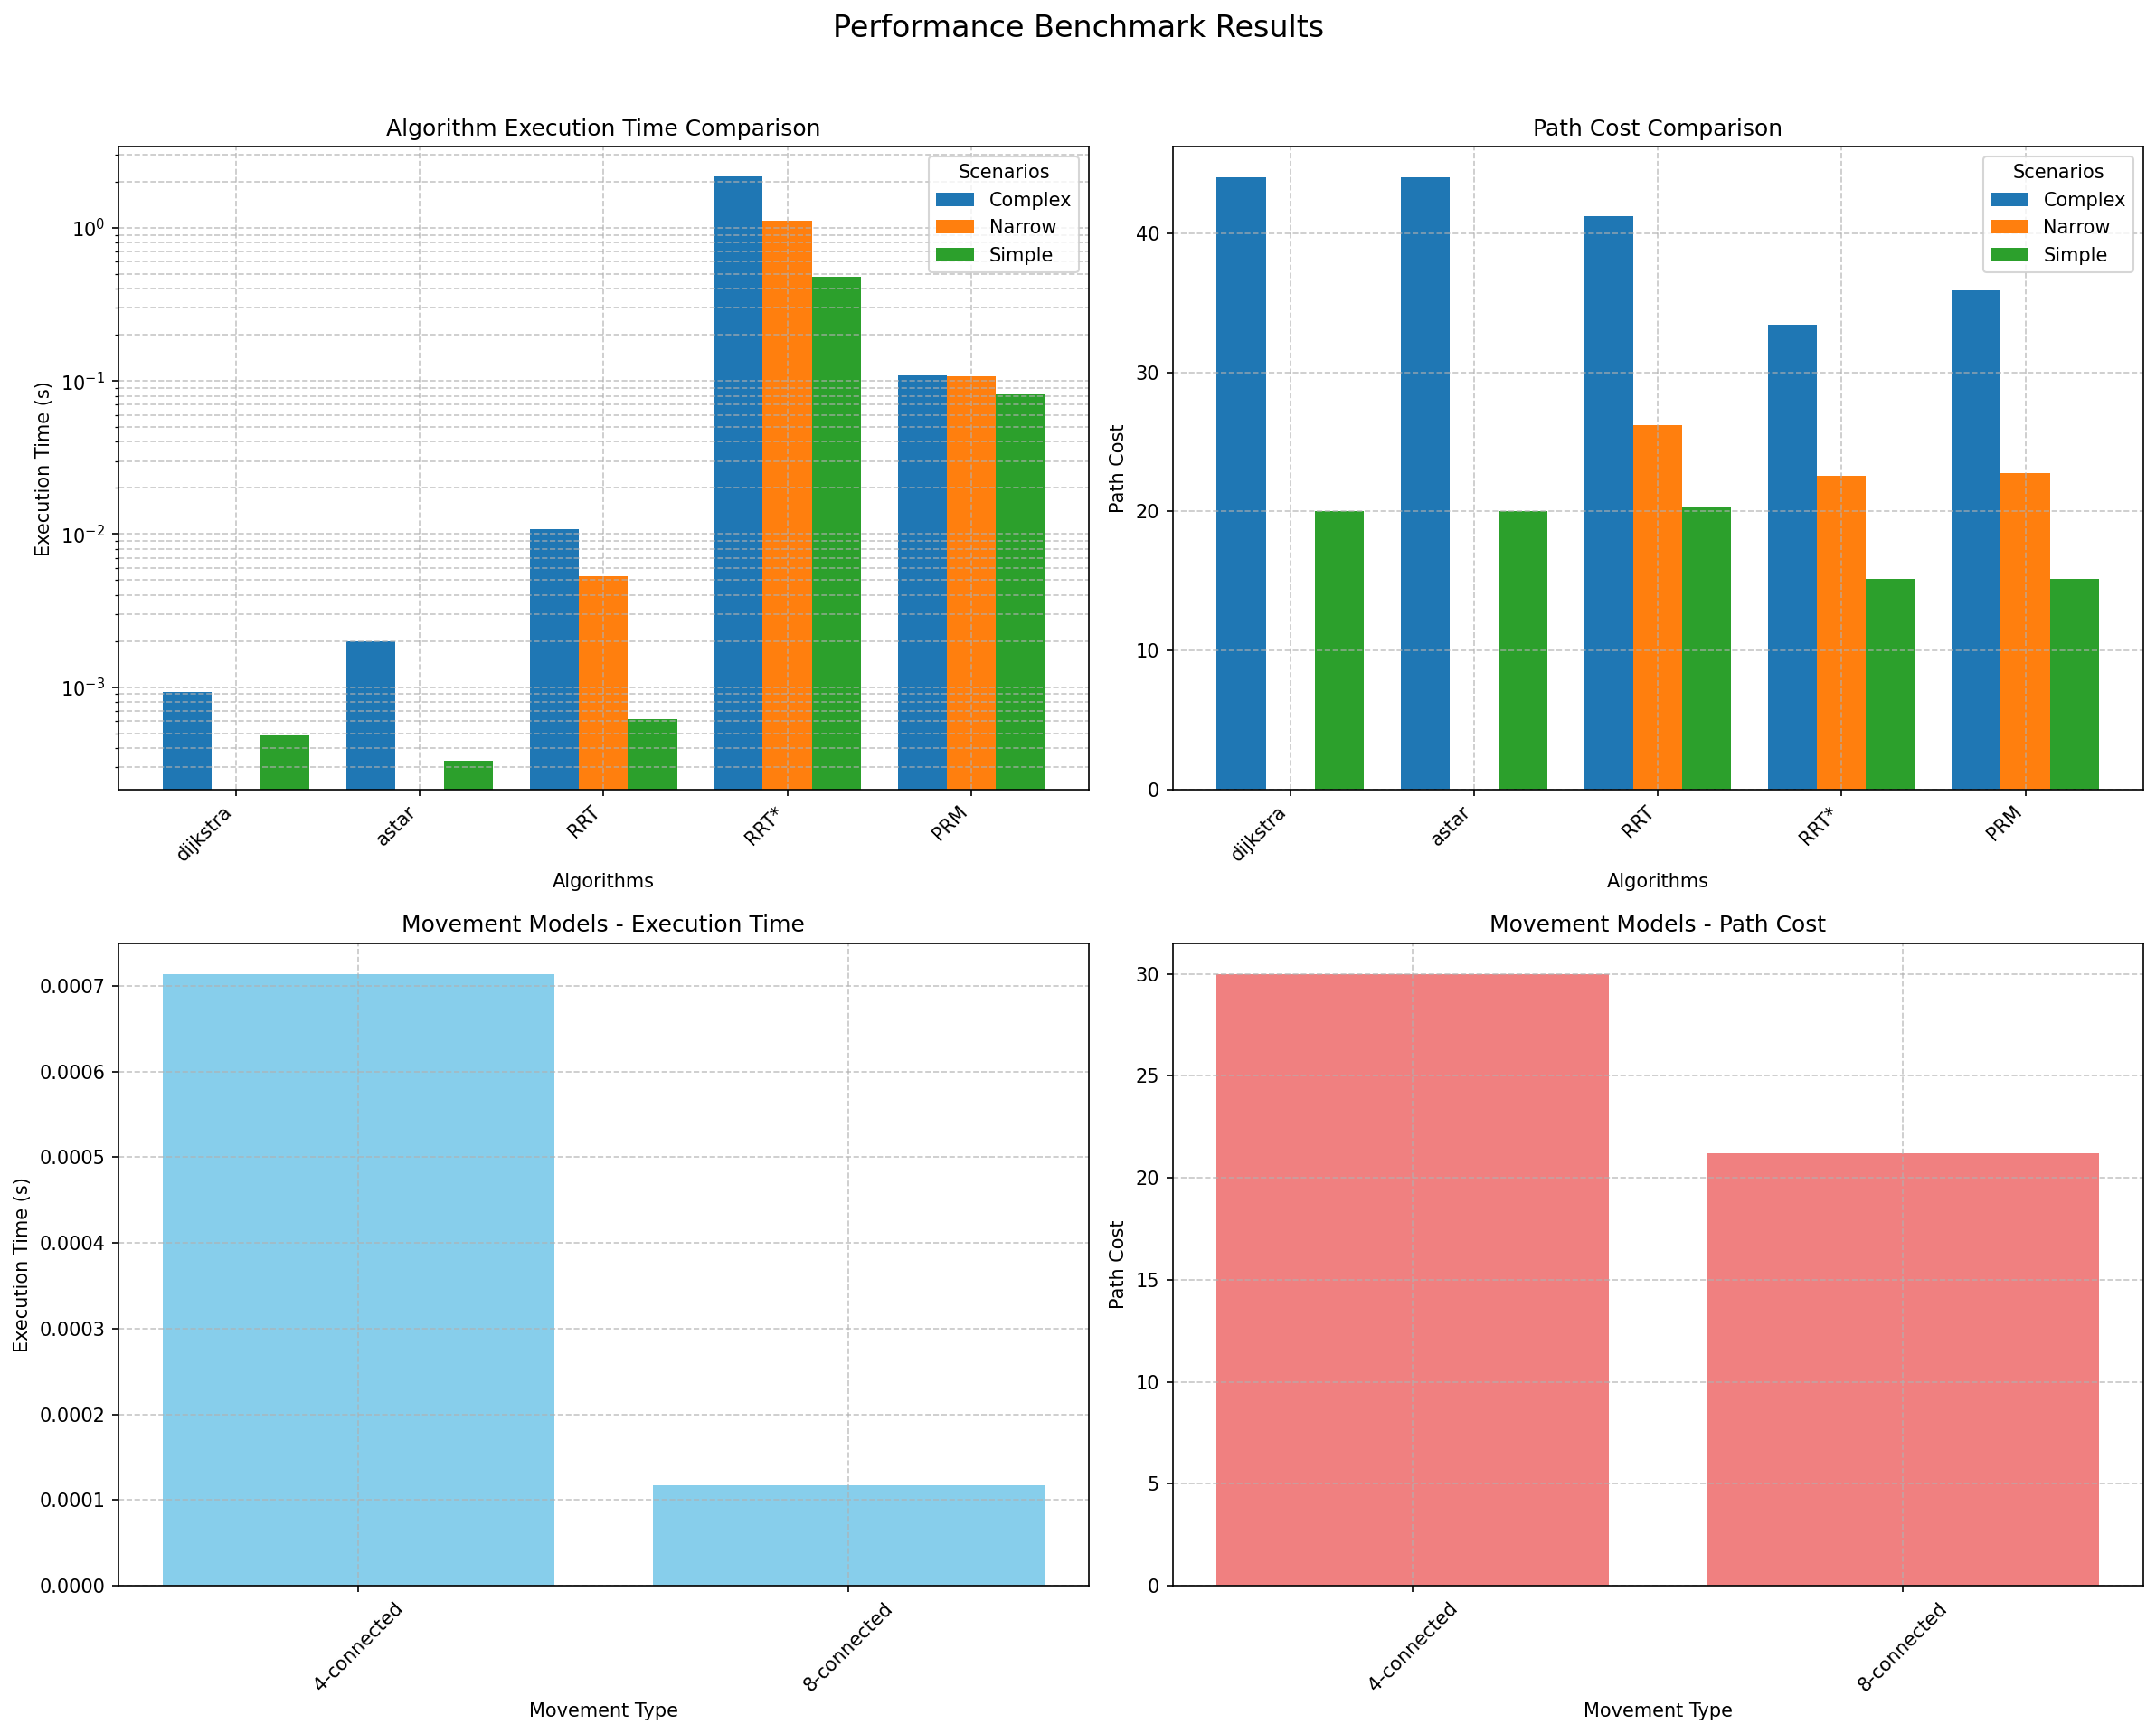 Performance Benchmark Results
Algorithm Execution Time Comparison
Execution Time (s)
10⁰
10⁻¹
10⁻²
10⁻³
Scenarios
Complex
Narrow
Simple
dijkstra
astar
RRT
RRT*
PRM
Algorithms
Path Cost Comparison
Path Cost
40
30
20
10
0
Scenarios
Complex
Narrow
Simple
dijkstra
astar
RRT
RRT*
PRM
Algorithms
Movement Models - Execution Time
Execution Time (s)
0.0007
0.0006
0.0005
0.0004
0.0003
0.0002
0.0001
0.0000
4-connected
8-connected
Movement Type
Movement Models - Path Cost
Path Cost
30
25
20
15
10
5
0
4-connected
8-connected
Movement Type